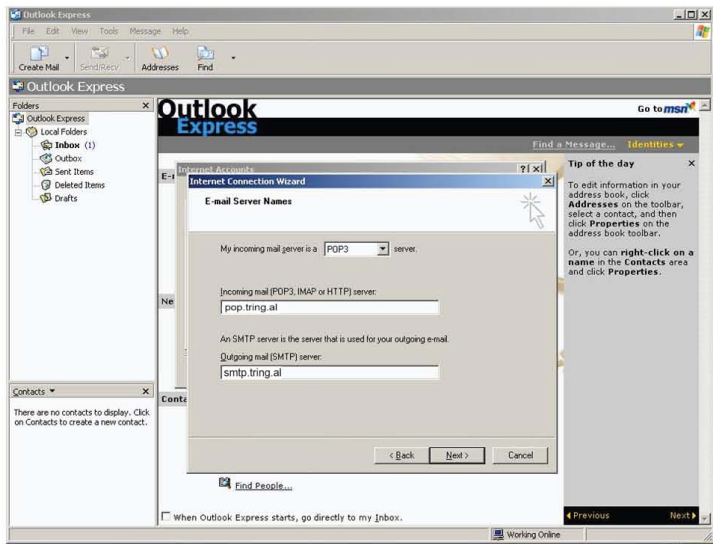 Outlook Express
File Edit View Tools Message Help
Create Mail Send/Recv Addresses Find
Outlook Express
Folders
Outlook Express
Local Folders
Inbox (1)
Outbox
Sent Items
Deleted Items
Drafts
Contacts
There are no contacts to display. Click
on Contacts to create a new contact.
Outlook
Express
Go to msn
Find a Message... Identities
E-
Ne
Conta
Find People...
When Outlook Express starts, go directly to my Inbox.
Internet Accounts
Internet Connection Wizard
E-mail Server Names
My incoming mail server is a POP3 server.
Incoming mail (POP3, IMAP or HTTP) server:
pop.tring.al
An SMTP server is the server that is used for your outgoing e-mail.
Outgoing mail (SMTP) server:
smtp.tring.al
< Back Next > Cancel
Tip of the day
To edit information in your
address book, click
Addresses on the toolbar,
select a contact, and then
click Properties on the
address book toolbar.
Or, you can right-click on a
name in the Contacts area
and click Properties.
Previous Next
Working Online